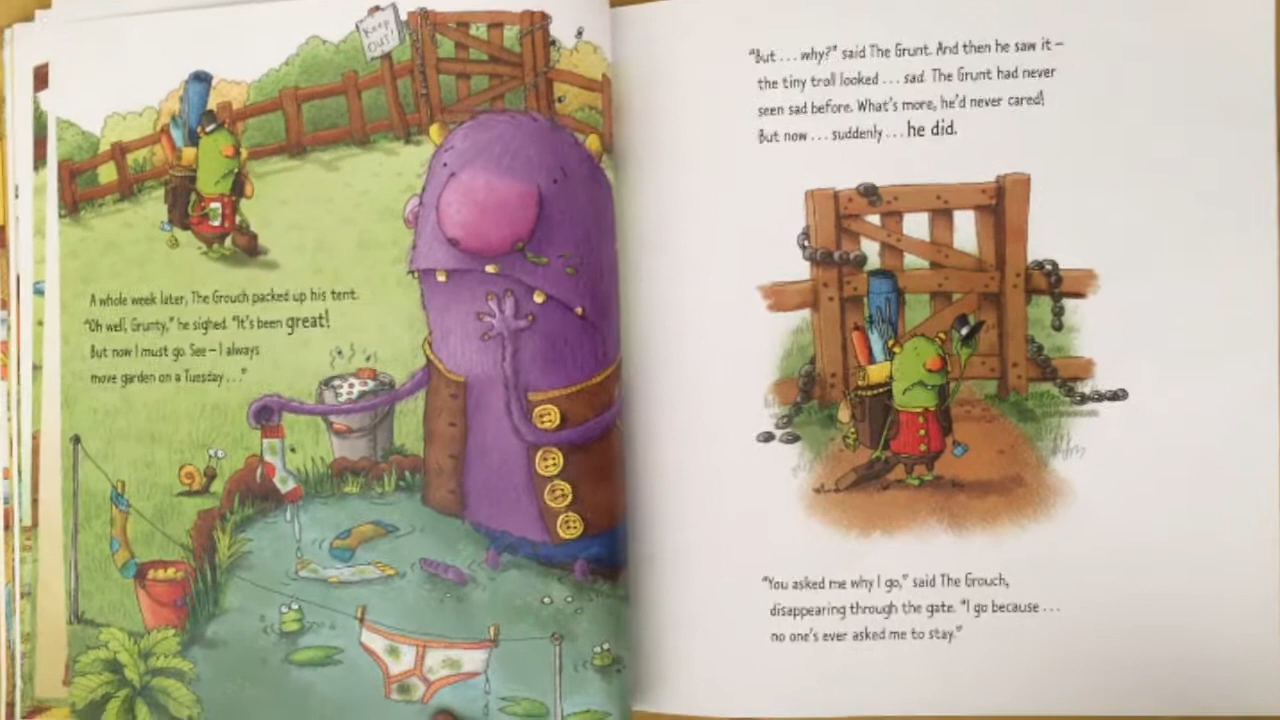 Keep
OUT!
A whole week later, The Grouch packed up his tent.
"Oh well, Grunty," he sighed. "It's been great!
But now I must go. See – I always
move garden on a Tuesday . . ."
"But . . . why?" said The Grunt. And then he saw it –
the tiny troll looked . . . sad. The Grunt had never
seen sad before. What's more, he'd never cared!
But now . . . suddenly . . . he did.
"You asked me why I go," said The Grouch,
disappearing through the gate. "I go because . . .
no one's ever asked me to stay."